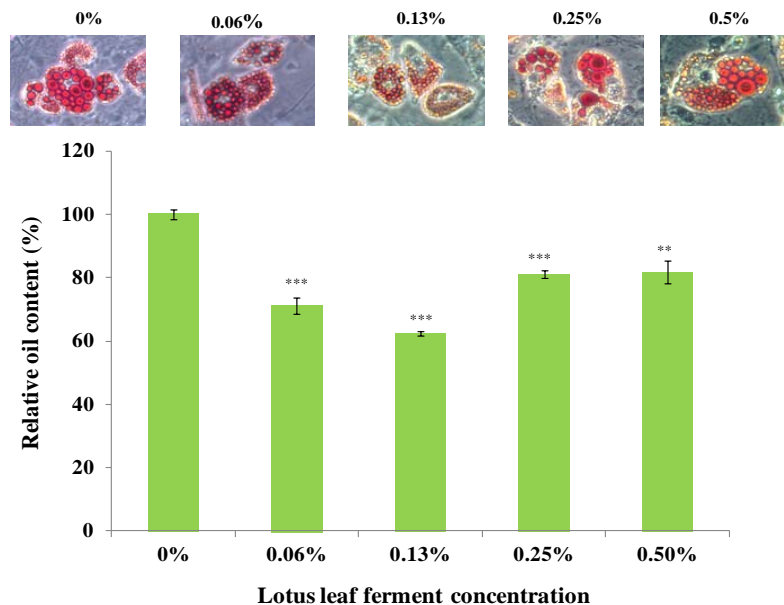 0% 0.06% 0.13% 0.25% 0.5%
120
100
80
60
40
20
0
Relative oil content (%)
***
***
***
**
0% 0.06% 0.13% 0.25% 0.50%
Lotus leaf ferment concentration